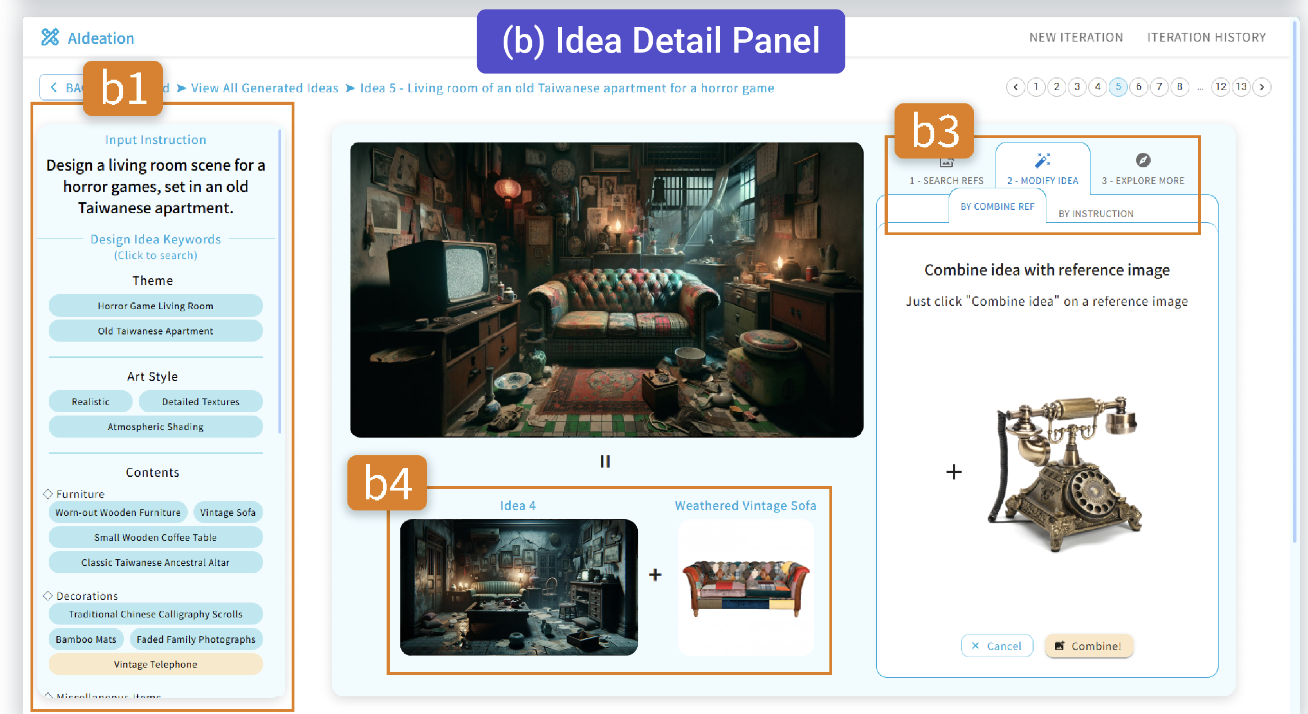 (b) Idea Detail Panel
AIdeation
NEW ITERATION
ITERATION HISTORY
b1
BA
d ➤ View All Generated Ideas ➤ Idea 5 - Living room of an old Taiwanese apartment for a horror game
1 2 3 4 5 6 7 8 ... 12 13
Input Instruction
Design a living room scene for a
horror games, set in an old
Taiwanese apartment.
Design Idea Keywords
(Click to search)
Theme
Horror Game Living Room
Old Taiwanese Apartment
Art Style
Realistic
Detailed Textures
Atmospheric Shading
Contents
Furniture
Worn-out Wooden Furniture
Vintage Sofa
Small Wooden Coffee Table
Classic Taiwanese Ancestral Altar
Decorations
Traditional Chinese Calligraphy Scrolls
Bamboo Mats
Faded Family Photographs
Vintage Telephone
Miscellaneous Items
b4
Idea 4
+
Weathered Vintage Sofa
b3
1 - SEARCH REFS
2 - MODIFY IDEA
3 - EXPLORE MORE
BY COMBINE REF
BY INSTRUCTION
Combine idea with reference image
Just click "Combine idea" on a reference image
+
× Cancel
Combine!